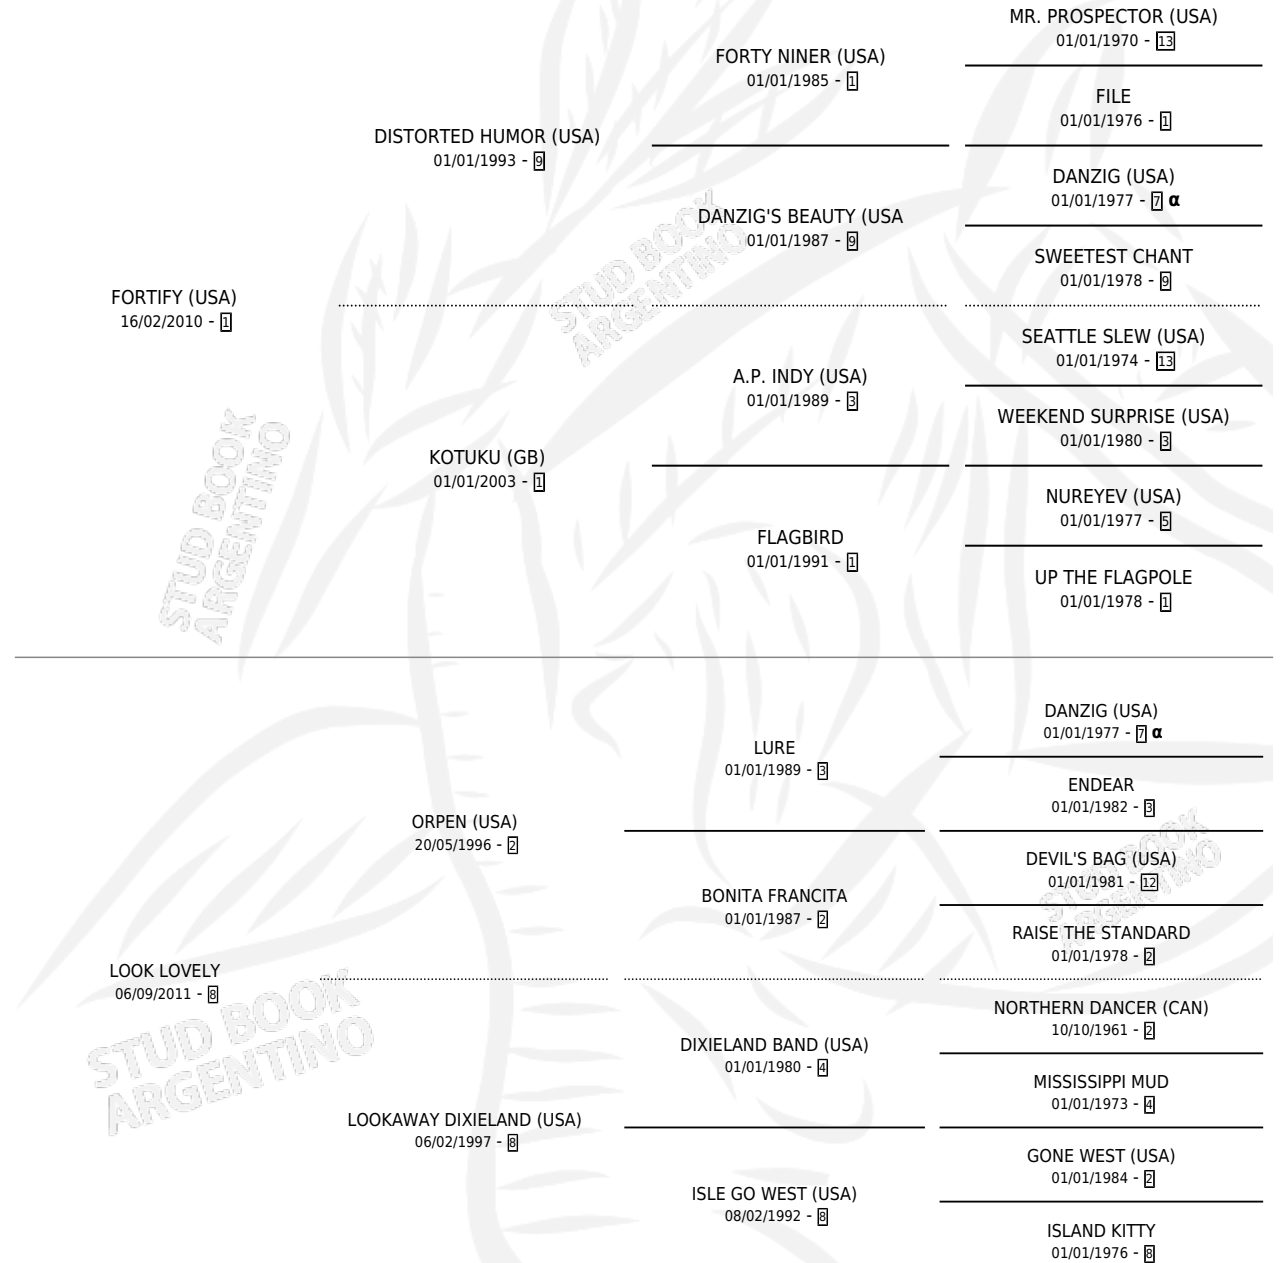 MR. PROSPECTOR (USA)
01/01/1970 - 13
FORTY NINER (USA)
01/01/1985 - 1
FILE
01/01/1976 - 1
DISTORTED HUMOR (USA)
01/01/1993 - 9
DANZIG (USA)
01/01/1977 - 7 α
DANZIG'S BEAUTY (USA
01/01/1987 - 9
SWEETEST CHANT
01/01/1978 - 9
FORTIFY (USA)
16/02/2010 - 1
SEATTLE SLEW (USA)
01/01/1974 - 13
A.P. INDY (USA)
01/01/1989 - 3
WEEKEND SURPRISE (USA)
01/01/1980 - 3
KOTUKU (GB)
01/01/2003 - 1
NUREYEV (USA)
01/01/1977 - 5
FLAGBIRD
01/01/1991 - 1
UP THE FLAGPOLE
01/01/1978 - 1
DANZIG (USA)
01/01/1977 - 7 α
LURE
01/01/1989 - 3
ENDEAR
01/01/1982 - 3
ORPEN (USA)
20/05/1996 - 2
DEVIL'S BAG (USA)
01/01/1981 - 12
BONITA FRANCITA
01/01/1987 - 2
RAISE THE STANDARD
01/01/1978 - 2
LOOK LOVELY
06/09/2011 - 8
NORTHERN DANCER (CAN)
10/10/1961 - 2
DIXIELAND BAND (USA)
01/01/1980 - 4
MISSISSIPPI MUD
01/01/1973 - 4
LOOKAWAY DIXIELAND (USA)
06/02/1997 - 8
GONE WEST (USA)
01/01/1984 - 2
ISLE GO WEST (USA)
08/02/1992 - 8
ISLAND KITTY
01/01/1976 - 8
STUD BOOK
ARGENTINO
STUD BOOK
ARGENTINO
STUD BOOK
ARGENTINO
STUD BOOK
ARGENTINO